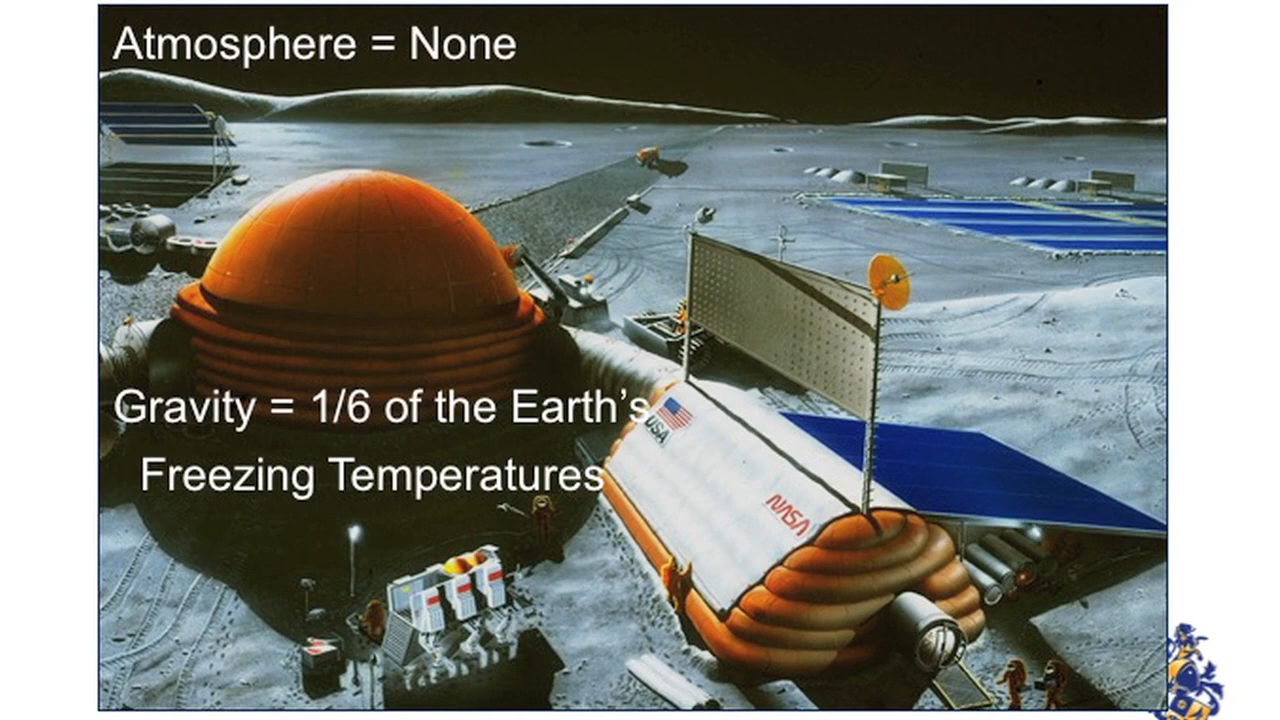 Atmosphere = None
Gravity = 1/6 of the Earth’s
USA
Freezing Temperatures
NASA